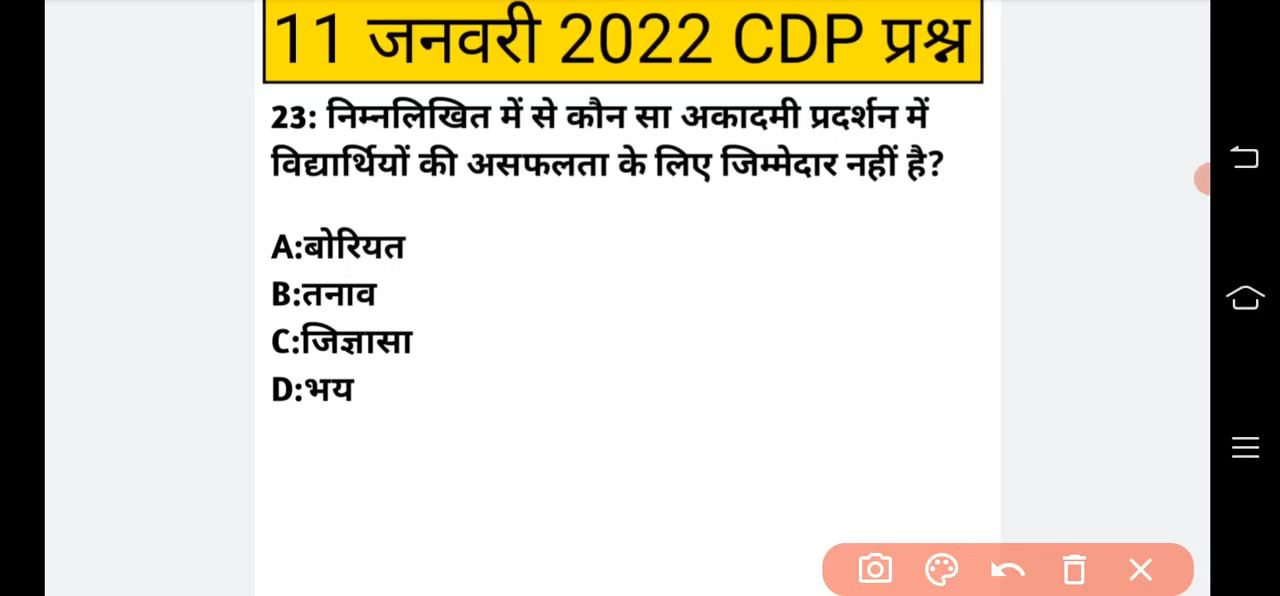 11 जनवरी 2022 CDP प्रश्न
23: निम्नलिखित में से कौन सा अकादमी प्रदर्शन में
विद्यार्थियों की असफलता के लिए जिम्मेदार नहीं है?
A:बोरियत
B:तनाव
C:जिज्ञासा
D:भय